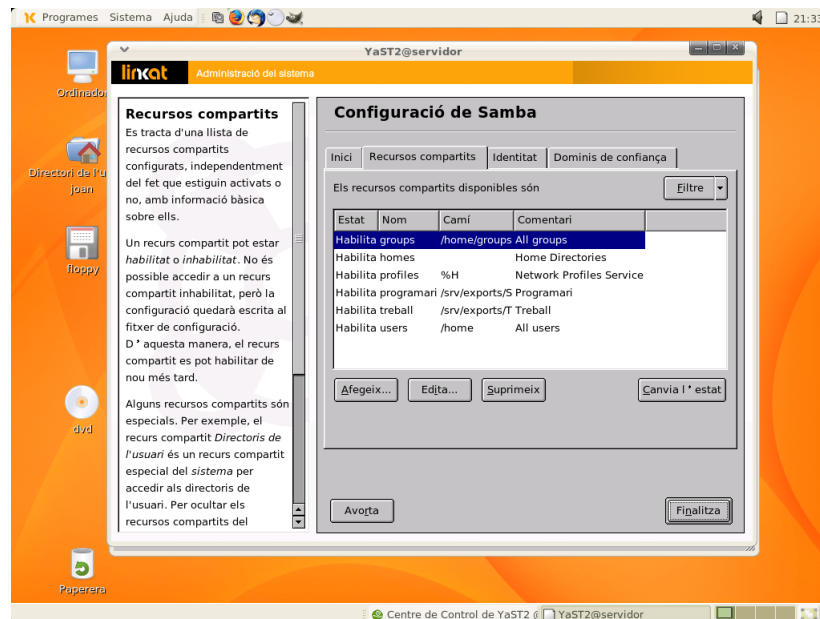 Programes Sistema Ajuda
21:33
YaST2@servidor
linkat Administració del sistema
Ordinador
Directori de l'u
joan
floppy
dvd
Paperera
Recursos compartits
Es tracta d'una llista de
recursos compartits
configurats, independentment
del fet que estiguin activats o
no, amb informació bàsica
sobre ells.
Un recurs compartit pot estar
habilitat o inhabilitat. No és
possible accedir a un recurs
compartit inhabilitat, però la
configuració quedarà escrita al
fitxer de configuració.
D'aquesta manera, el recurs
compartit es pot habilitar de
nou més tard.
Alguns recursos compartits són
especials. Per exemple, el
recurs compartit Directoris de
l'usuari és un recurs compartit
especial del sistema per
accedir als directoris de
l'usuari. Per ocultar els
recursos compartits del
Configuració de Samba
Inici Recursos compartits Identitat Dominis de confiança
Els recursos compartits disponibles són Filtre
Estat Nom Camí Comentari
Habilita groups /home/groups All groups
Habilita homes Home Directories
Habilita profiles %H Network Profiles Service
Habilita programari /srv/exports/S Programari
Habilita treball /srv/exports/T Treball
Habilita users /home All users
Afegeix... Edita... Suprimeix Canvia l'estat
Avorta Finalitza
Centre de Control de YaST2 @ YaST2@servidor